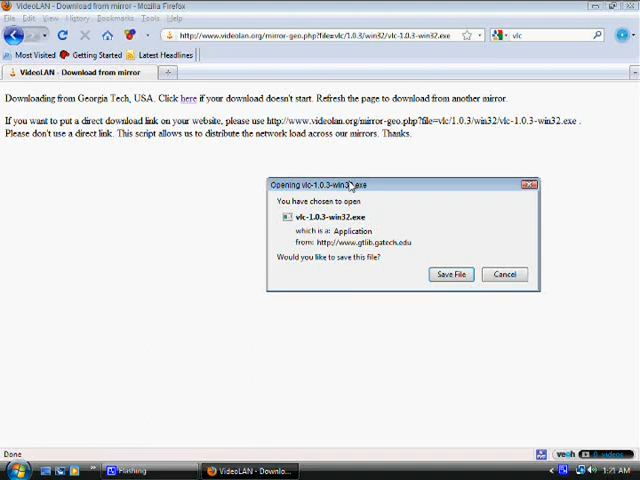 VideoLAN - Download from mirror - Mozilla Firefox
File Edit View History Bookmarks Tools Help
http://www.videolan.org/mirror-geo.php?file=vlc/1.0.3/win32/vlc-1.0.3-win32.exe
vlc
Most Visited Getting Started Latest Headlines
VideoLAN - Download from mirror
Downloading from Georgia Tech, USA. Click here if your download doesn't start. Refresh the page to download from another mirror.
If you want to put a direct download link on your website, please use http://www.videolan.org/mirror-geo.php?file=vlc/1.0.3/win32/vlc-1.0.3-win32.exe .
Please don't use a direct link. This script allows us to distribute the network load across our mirrors. Thanks.
Opening vlc-1.0.3-win32.exe
You have chosen to open
vlc-1.0.3-win32.exe
which is a: Application
from: http://www.gtlib.gatech.edu
Would you like to save this file?
Save File Cancel
Done
veoh 0 videos
Flashing
VideoLAN - Downlo...
1:21 AM